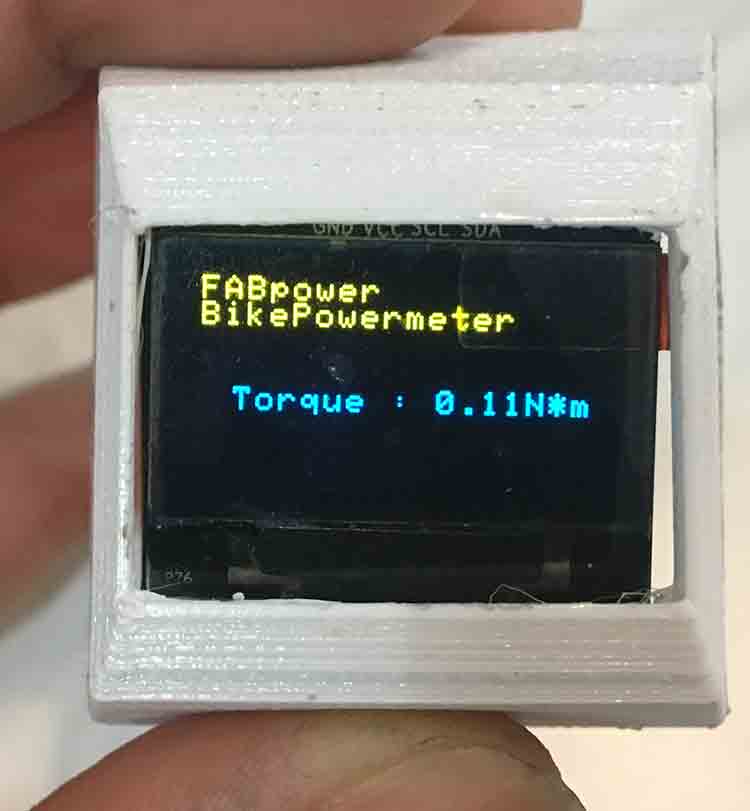 GND VCC SCL SDA
FABpower
BikePowermeter
Torque : 0.11N*m